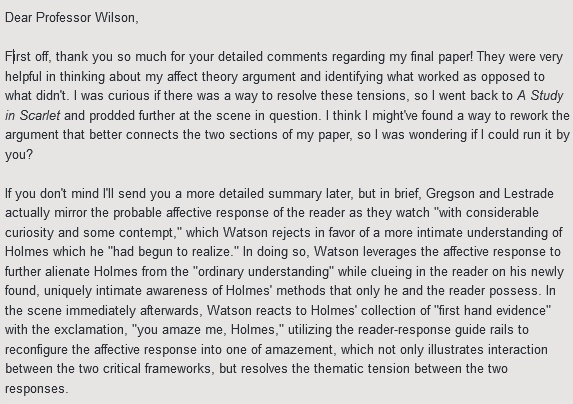 Dear Professor Wilson,
First off, thank you so much for your detailed comments regarding my final paper! They were very
helpful in thinking about my affect theory argument and identifying what worked as opposed to
what didn't. I was curious if there was a way to resolve these tensions, so I went back to A Study
in Scarlet and prodded further at the scene in question. I think I might've found a way to rework the
argument that better connects the two sections of my paper, so I was wondering if I could run it by
you?
If you don't mind I'll send you a more detailed summary later, but in brief, Gregson and Lestrade
actually mirror the probable affective response of the reader as they watch "with considerable
curiosity and some contempt," which Watson rejects in favor of a more intimate understanding of
Holmes which he "had begun to realize." In doing so, Watson leverages the affective response to
further alienate Holmes from the "ordinary understanding" while clueing in the reader on his newly
found, uniquely intimate awareness of Holmes' methods that only he and the reader possess. In
the scene immediately afterwards, Watson reacts to Holmes' collection of "first hand evidence"
with the exclamation, "you amaze me, Holmes," utilizing the reader-response guide rails to
reconfigure the affective response into one of amazement, which not only illustrates interaction
between the two critical frameworks, but resolves the thematic tension between the two
responses.